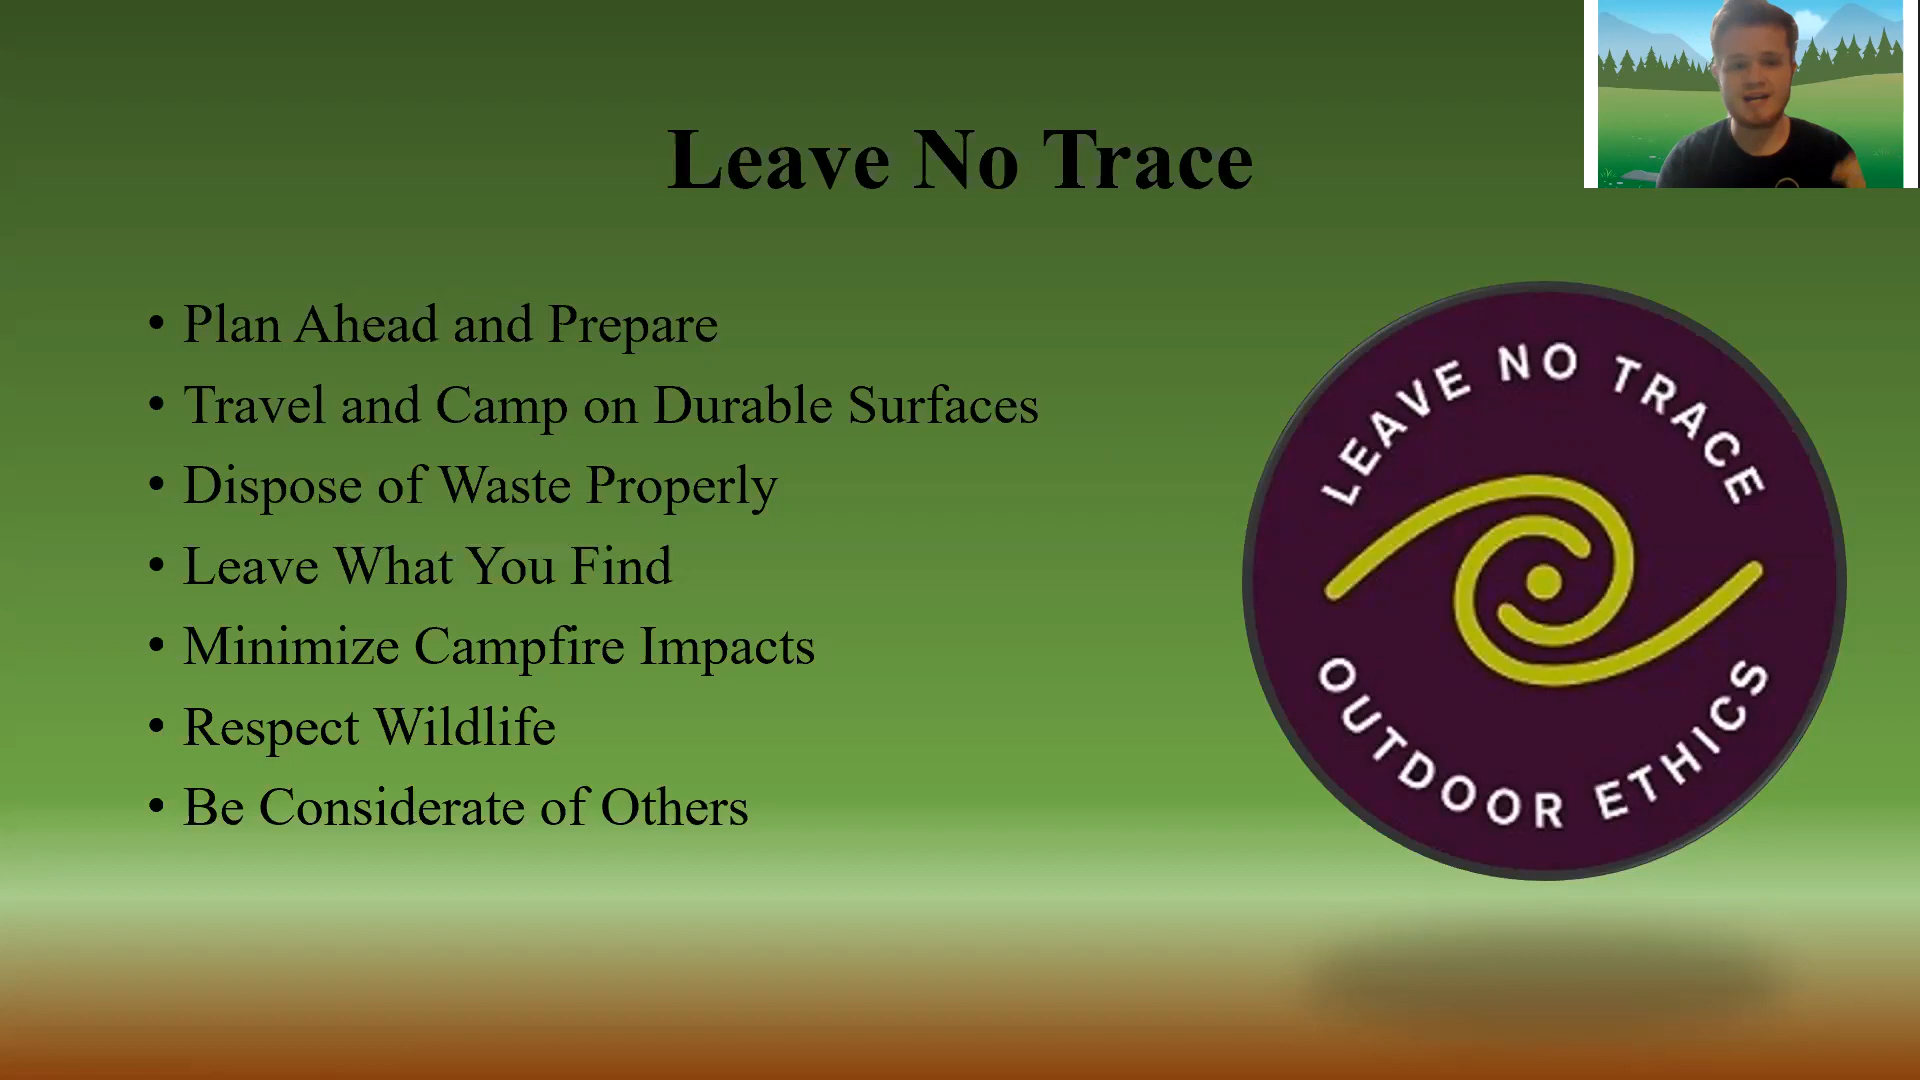 Leave No Trace
• Plan Ahead and Prepare
• Travel and Camp on Durable Surfaces
• Dispose of Waste Properly
• Leave What You Find
• Minimize Campfire Impacts
• Respect Wildlife
• Be Considerate of Others
LEAVE NO TRACE
OUTDOOR ETHICS